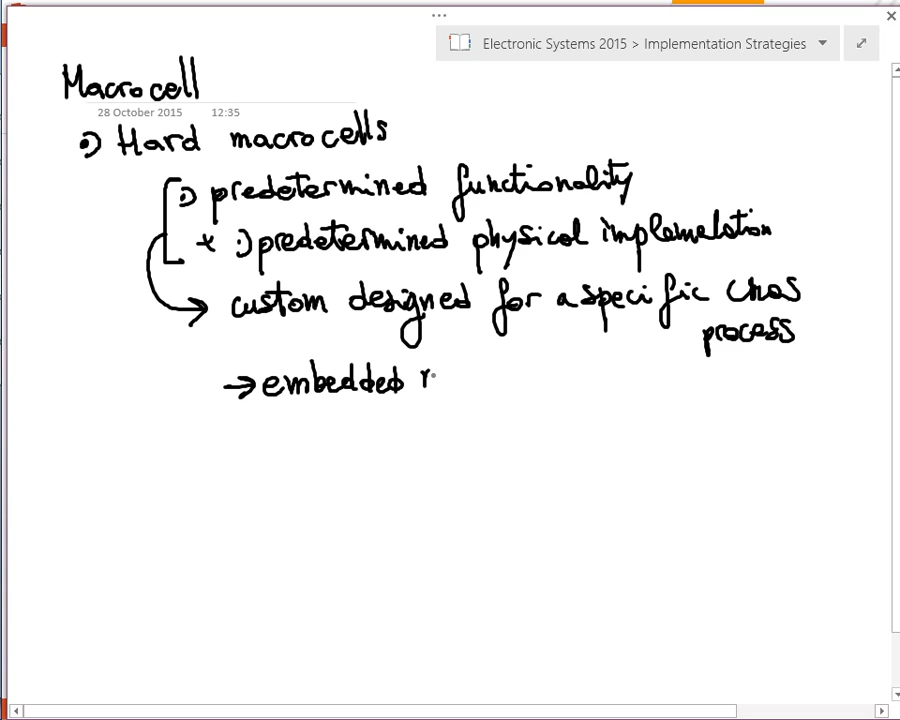 Electronic Systems 2015 > Implementation Strategies
Macrocell
28 October 2015 12:35
Hard macrocells
predetermined functionality
* predetermined physical implemetation
→ custom designed for a specific CMOS
process
→ embedded